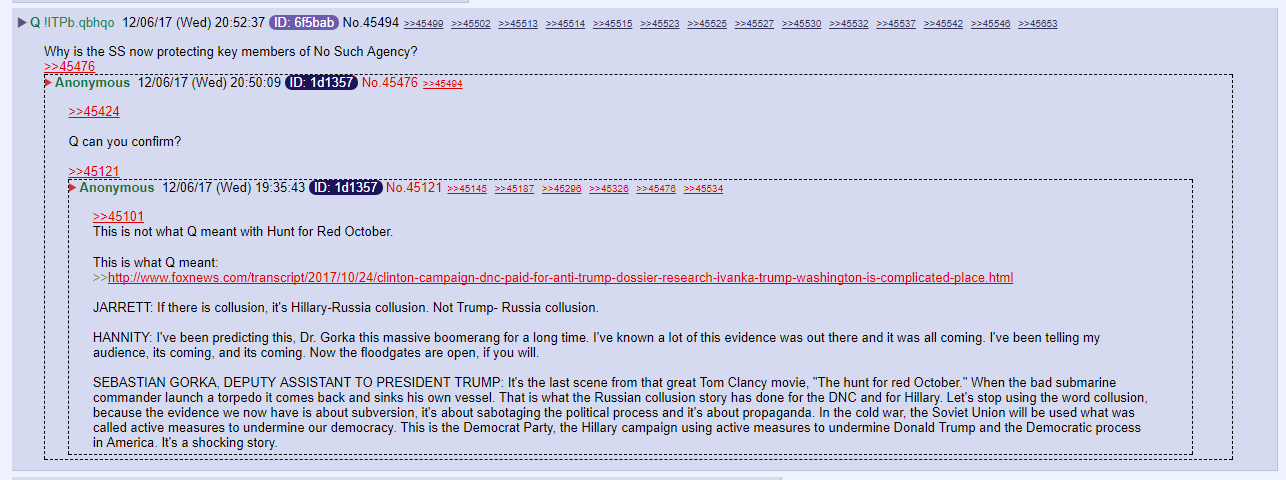 Q !ITPb.qbhqo 12/06/17 (Wed) 20:52:37 ID: 6f5bab No.45494 >>45499 >>45502 >>45513 >>45514 >>45515 >>45523 >>45525 >>45527 >>45530 >>45532 >>45537 >>45542 >>45546 >>45653
Why is the SS now protecting key members of No Such Agency?
>>45476
Anonymous 12/06/17 (Wed) 20:50:09 ID: 1d1357 No.45476 >>45494
>>45424
Q can you confirm?
>>45121
Anonymous 12/06/17 (Wed) 19:35:43 ID: 1d1357 No.45121 >>45145 >>45187 >>45296 >>45326 >>45476 >>45534
>>45101
This is not what Q meant with Hunt for Red October.
This is what Q meant:
>>http://www.foxnews.com/transcript/2017/10/24/clinton-campaign-dnc-paid-for-anti-trump-dossier-research-ivanka-trump-washington-is-complicated-place.html
JARRETT: If there is collusion, it's Hillary-Russia collusion. Not Trump- Russia collusion.
HANNITY: I've been predicting this, Dr. Gorka this massive boomerang for a long time. I've known a lot of this evidence was out there and it was all coming. I've been telling my
audience, its coming, and its coming. Now the floodgates are open, if you will.
SEBASTIAN GORKA, DEPUTY ASSISTANT TO PRESIDENT TRUMP: It's the last scene from that great Tom Clancy movie, "The hunt for red October." When the bad submarine
commander launch a torpedo it comes back and sinks his own vessel. That is what the Russian collusion story has done for the DNC and for Hillary. Let's stop using the word collusion,
because the evidence we now have is about subversion, it's about sabotaging the political process and it's about propaganda. In the cold war, the Soviet Union will be used what was
called active measures to undermine our democracy. This is the Democrat Party, the Hillary campaign using active measures to undermine Donald Trump and the Democratic process
in America. It's a shocking story.